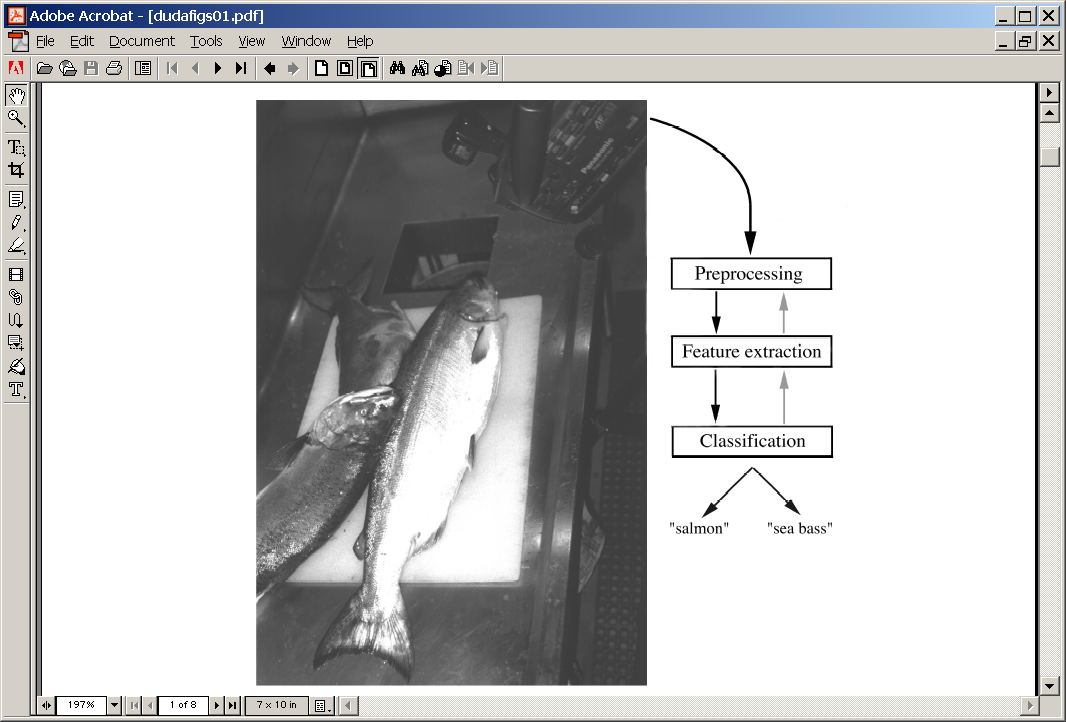 Adobe Acrobat - [dudafigs01.pdf]
File Edit Document Tools View Window Help
Panasonic
Preprocessing
Feature extraction
Classification
"salmon" "sea bass"
197% 1 of 8 7 x 10 in